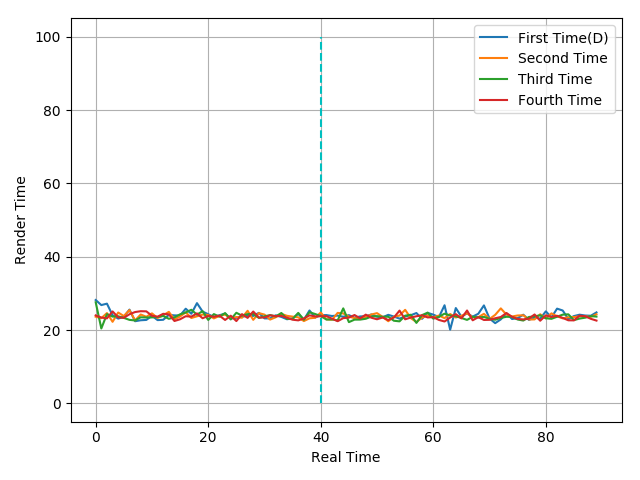 First Time(D)
Second Time
Third Time
Fourth Time
Render Time
100
80
60
40
20
0
0 20 40 60 80
Real Time